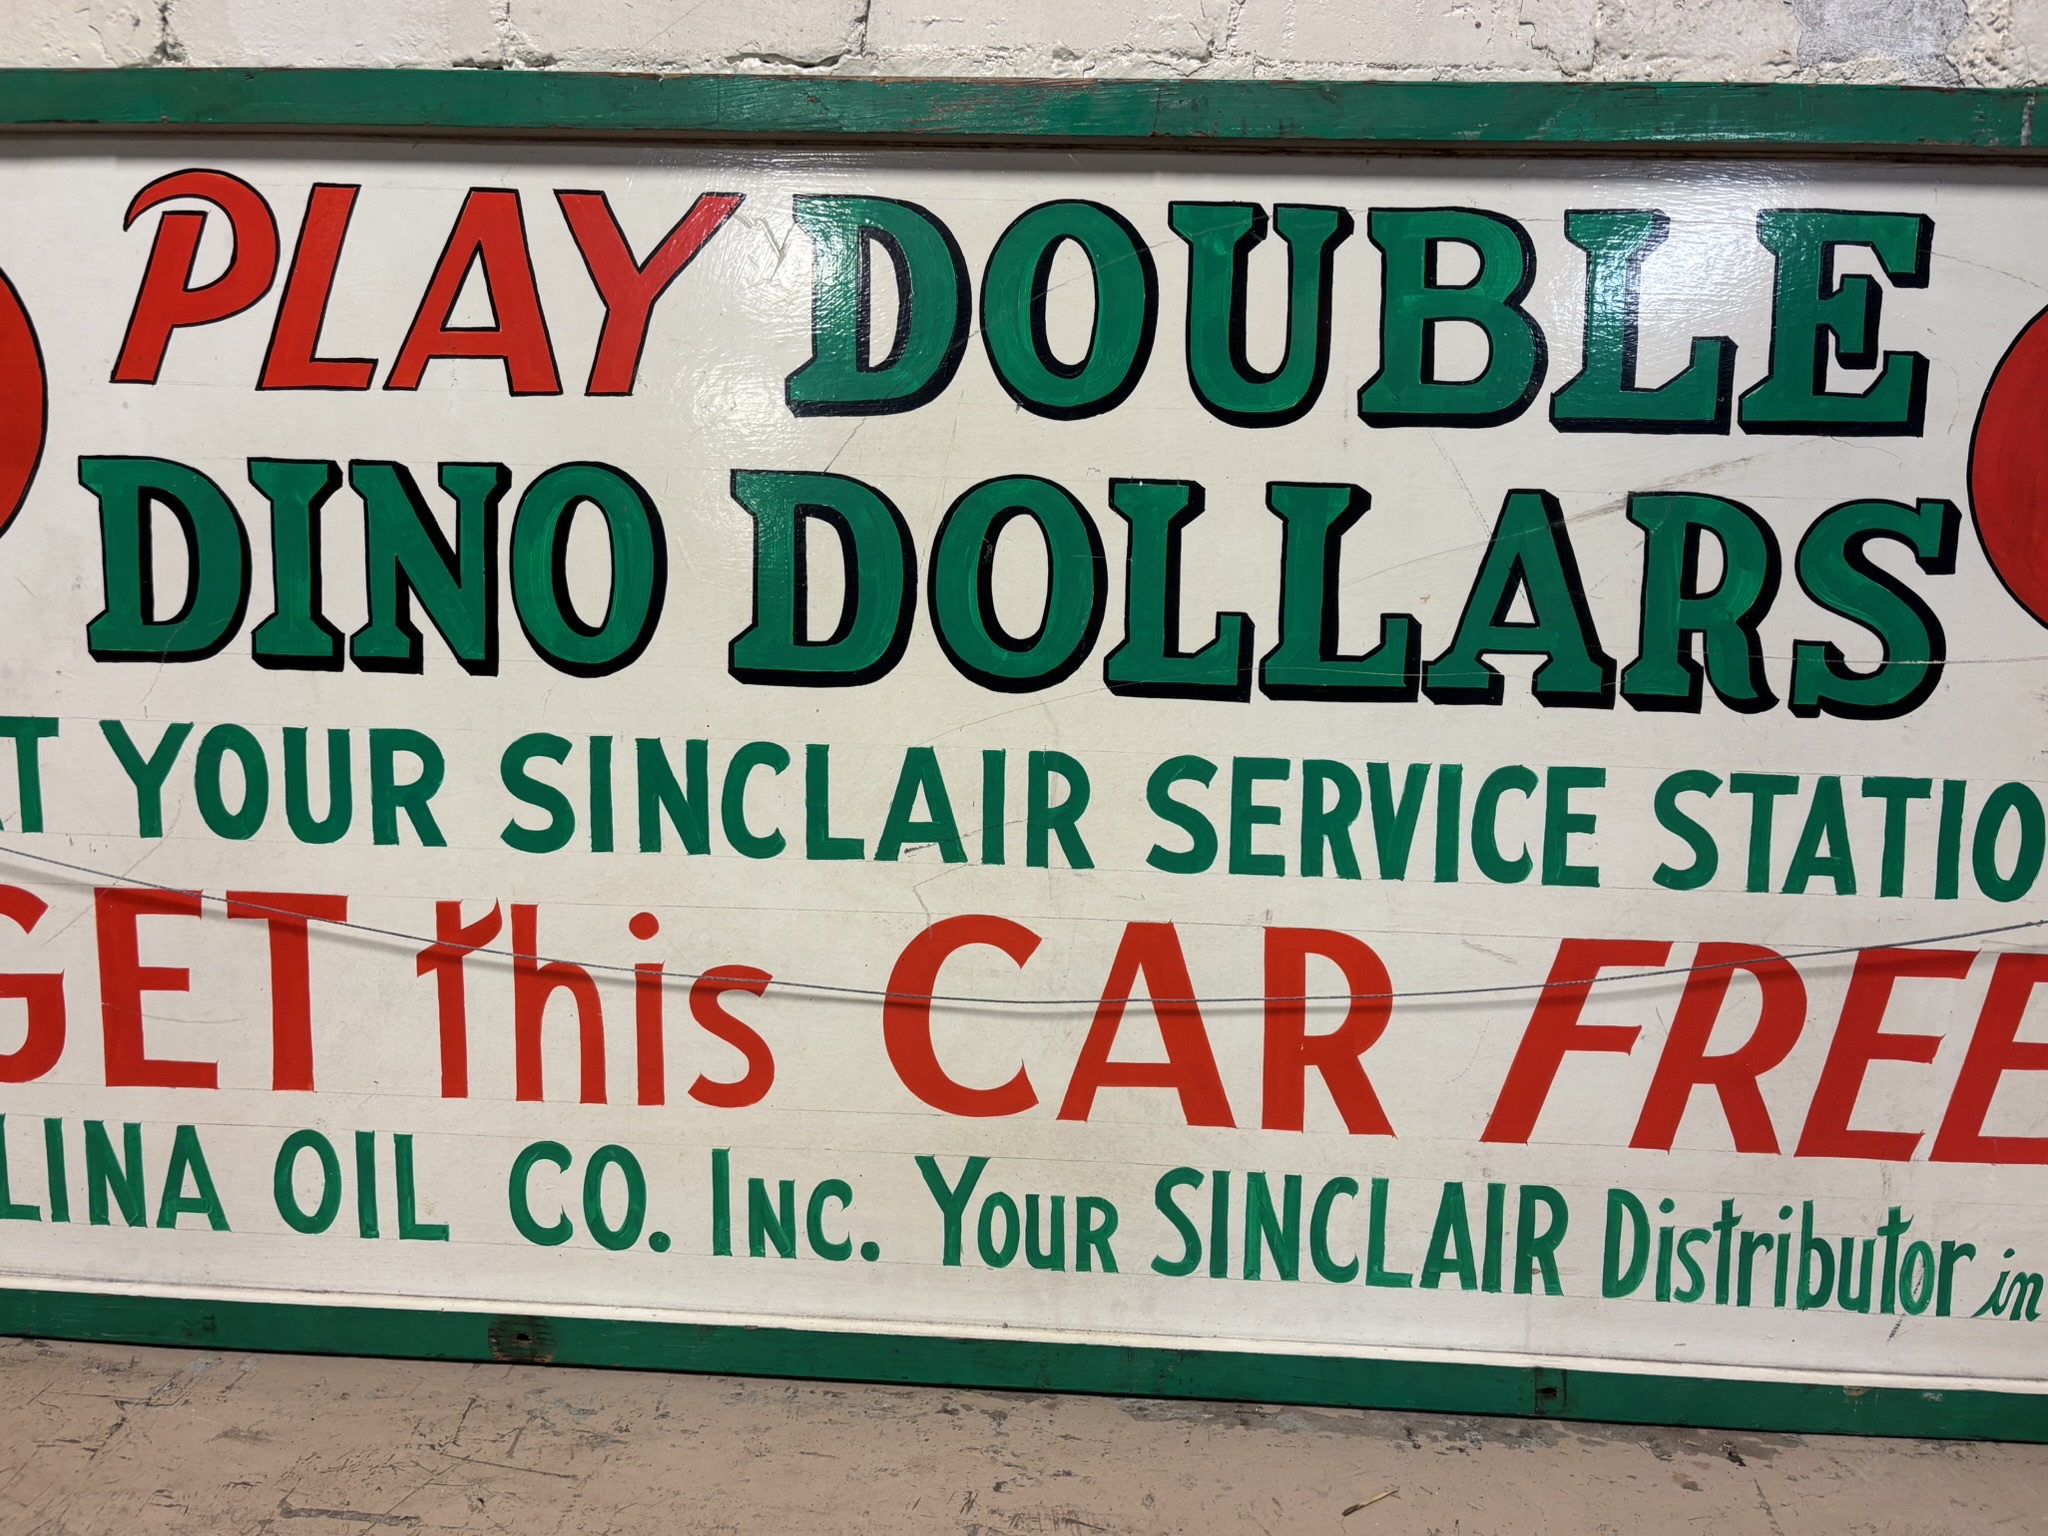 PLAY DOUBLE
DINO DOLLARS
AT YOUR SINCLAIR SERVICE STATIO
GET this CAR FREE
LINA OIL CO. INC. YOUR SINCLAIR Distributor in